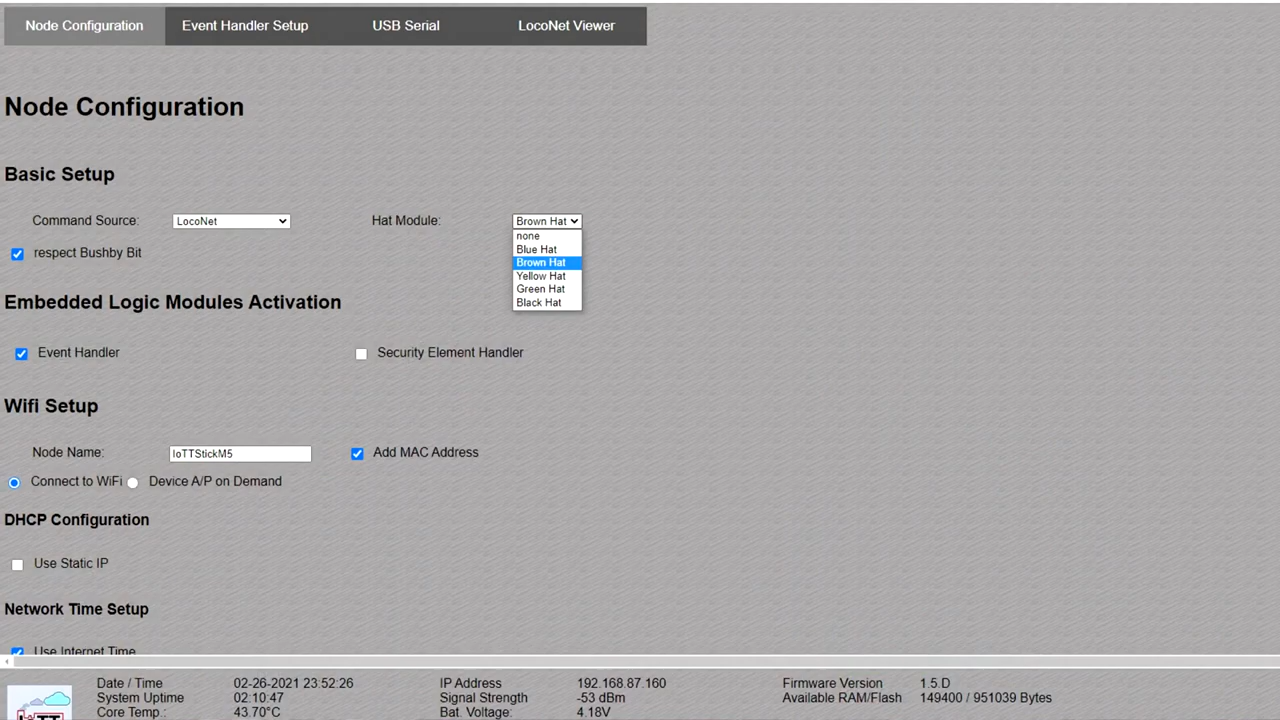 Node Configuration Event Handler Setup USB Serial LocoNet Viewer
Node Configuration
Basic Setup
Command Source: LocoNet Hat Module: Brown Hat
none
respect Bushby Bit Blue Hat
Brown Hat
Yellow Hat
Green Hat
Black Hat
Embedded Logic Modules Activation
Event Handler Security Element Handler
Wifi Setup
Node Name: IoTTStickM5 Add MAC Address
Connect to WiFi Device A/P on Demand
DHCP Configuration
Use Static IP
Network Time Setup
Use Internet Time
Date / Time 02-26-2021 23:52:26 IP Address 192.168.87.160 Firmware Version 1.5.D
System Uptime 02:10:47 Signal Strength -53 dBm Available RAM/Flash 149400 / 951039 Bytes
Core Temp.: 43.70°C Bat. Voltage: 4.18V